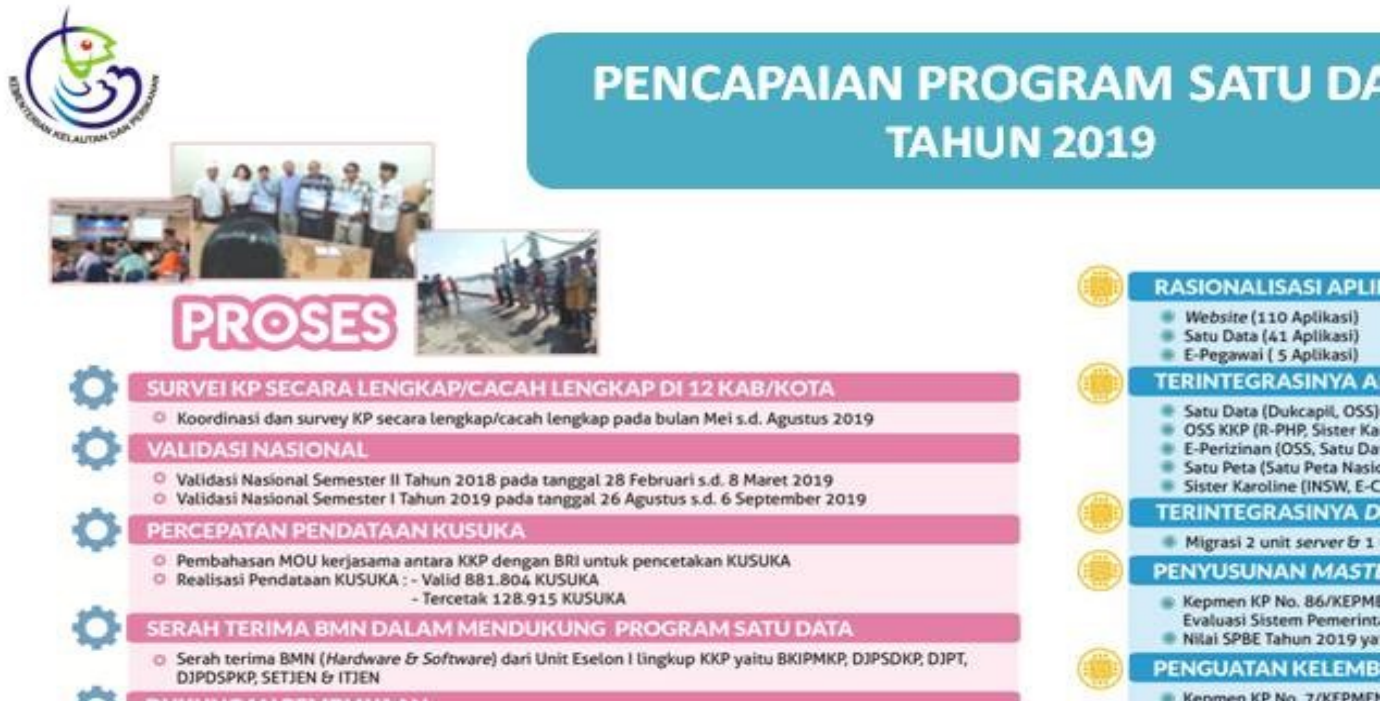 KEMENTERIAN KELAUTAN DAN PERIKANAN
PENCAPAIAN PROGRAM SATU DA
TAHUN 2019
PROSES
SURVEI KP SECARA LENGKAP/CACAH LENGKAP DI 12 KAB/KOTA
Koordinasi dan survey KP secara lengkap/cacah lengkap pada bulan Mei s.d. Agustus 2019
VALIDASI NASIONAL
Validasi Nasional Semester II Tahun 2018 pada tanggal 28 Februari s.d. 8 Maret 2019
Validasi Nasional Semester I Tahun 2019 pada tanggal 26 Agustus s.d. 6 September 2019
PERCEPATAN PENDATAAN KUSUKA
Pembahasan MOU kerjasama antara KKP dengan BRI untuk pencetakan KUSUKA
Realisasi Pendataan KUSUKA : - Valid 881.804 KUSUKA
- Tercetak 128.915 KUSUKA
SERAH TERIMA BMN DALAM MENDUKUNG PROGRAM SATU DATA
Serah terima BMN (Hardware & Software) dari Unit Eselon I lingkup KKP yaitu BKIPMKP, DJPSDKP, DJPT,
DJPDSPKP, SETJEN & ITJEN
RASIONALISASI APLI
Website (110 Aplikasi)
Satu Data (41 Aplikasi)
E-Pegawai ( 5 Aplikasi)
TERINTEGRASINYA A
Satu Data (Dukcapil, OSS)
OSS KKP (R-PHP, Sister Ka
E-Perizinan (OSS, Satu Da
Satu Peta (Satu Peta Nasio
Sister Karoline (INSW, E-C
TERINTEGRASINYA D
Migrasi 2 unit server & 1
PENYUSUNAN MASTE
Kepmen KP No. 86/KEPME
Evaluasi Sistem Pemerinta
Nilai SPBE Tahun 2019 ya
PENGUATAN KELEMB
Kepmen KP No. 7/KEPMEN